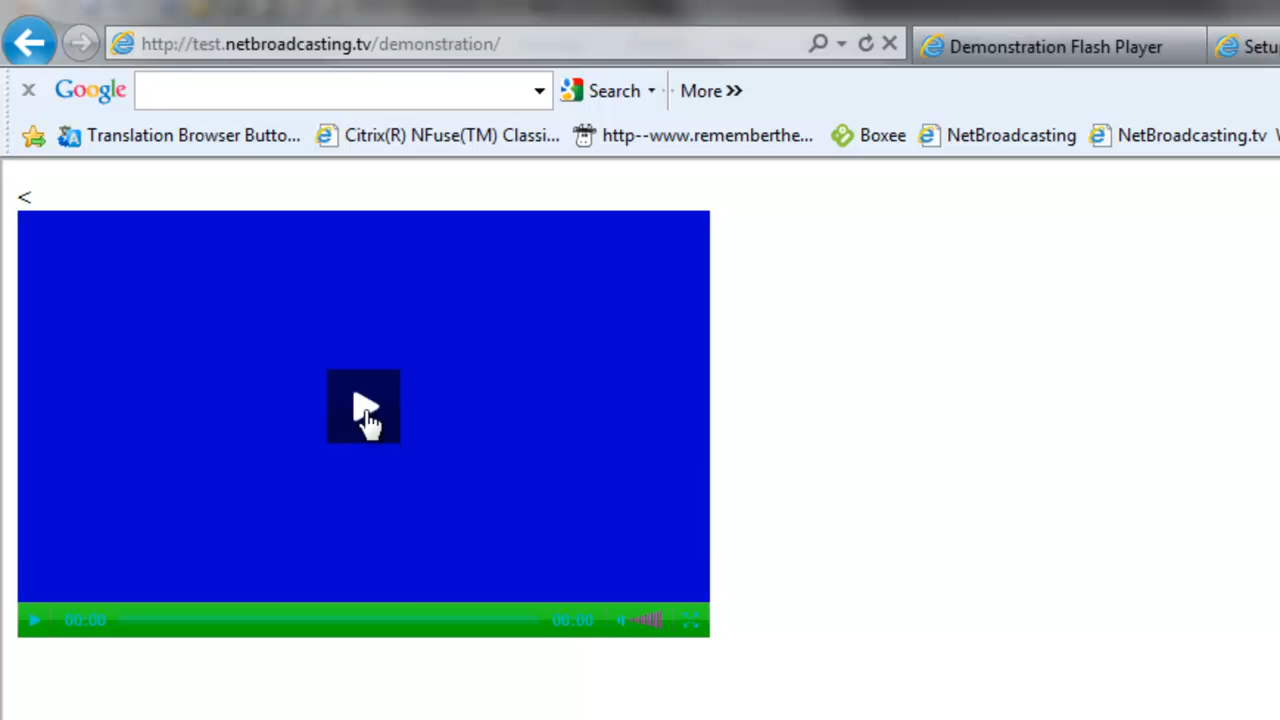 http://test.netbroadcasting.tv/demonstration/ Demonstration Flash Player Setu
x Google Search More »
Translation Browser Butto... Citrix(R) NFuse(TM) Classi... http--www.rememberthe... Boxee NetBroadcasting NetBroadcasting.tv
<
00:00 00:00